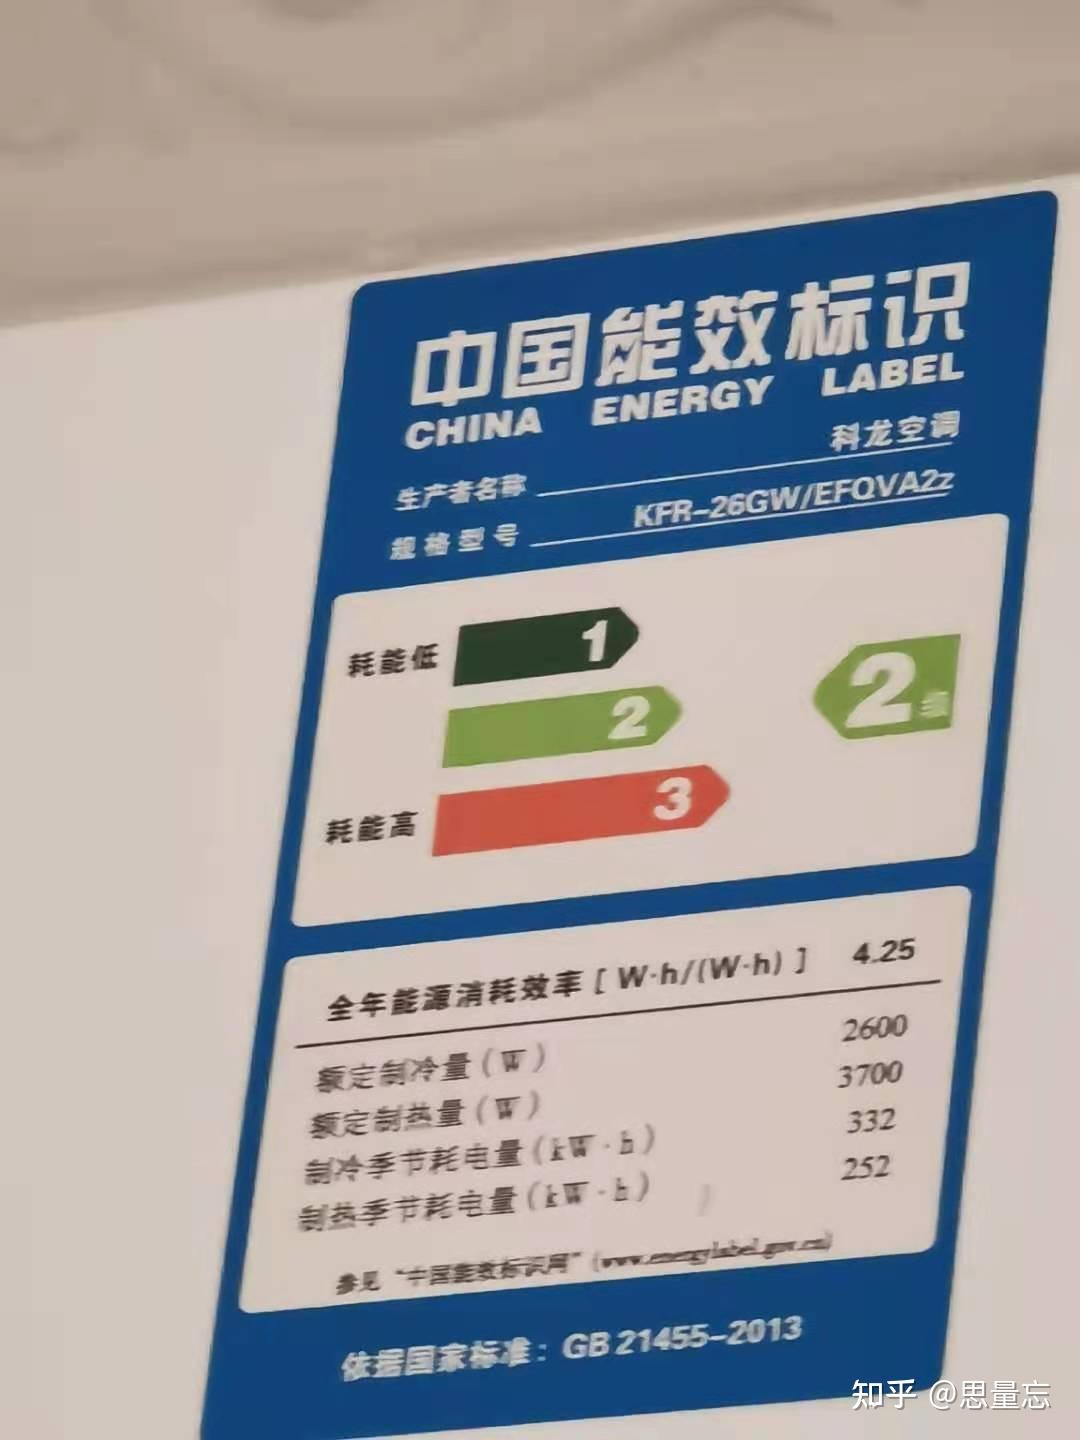 中国能效标识
CHINA ENERGY LABEL
生产者名称 科龙空调
规格型号 KFR-26GW/EFQVA2z
耗能低 1
2 2级
耗能高 3
全年能源消耗效率[W·h/(W·h)] 4.25
额定制冷量(W) 2600
额定制热量(W) 3700
制冷季节耗电量(kW·h) 332
制热季节耗电量(kW·h) 252
参见“中国能效标识网”(www.energylabel.gov.cn)
依据国家标准：GB 21455-2013
知乎 @思量忘